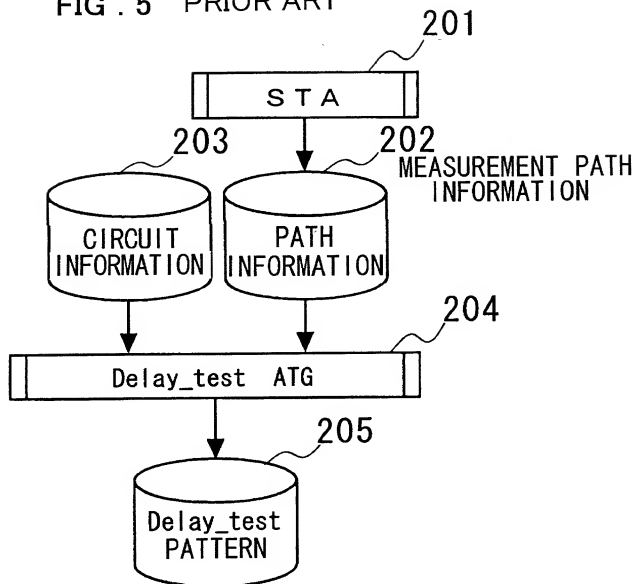 FIG . 5 PRIOR ART
201
STA
203
202
MEASUREMENT PATH
INFORMATION
CIRCUIT
INFORMATION
PATH
INFORMATION
204
Delay_test ATG
205
Delay_test
PATTERN